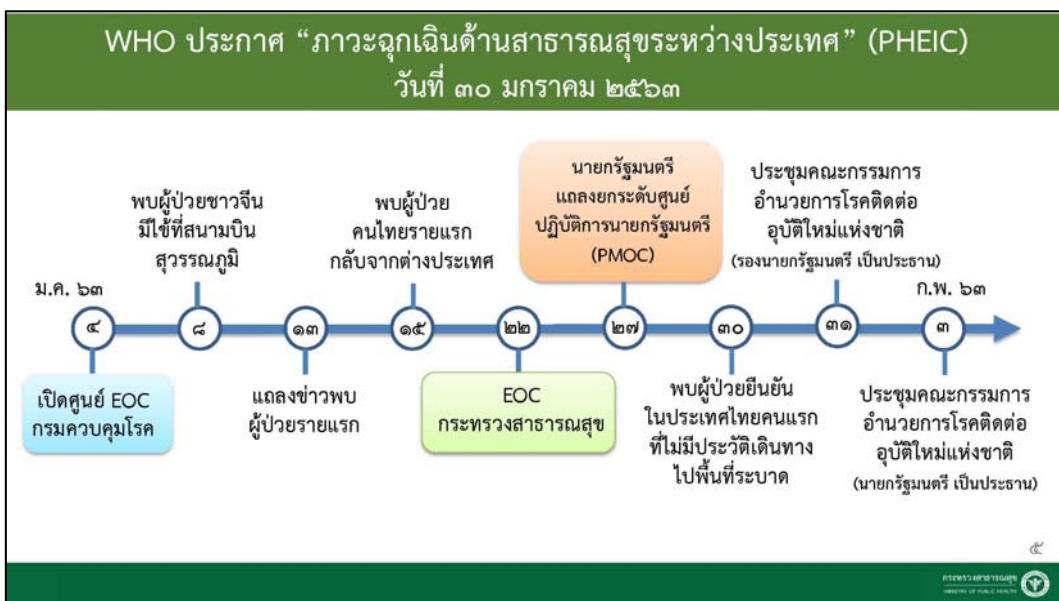 WHO ประกาศ “ภาวะฉุกเฉินด้านสาธารณสุขระหว่างประเทศ” (PHEIC)
วันที่ ๓๐ มกราคม ๒๕๖๓
ม.ค. ๖๓
๔
เปิดศูนย์ EOC
กรมควบคุมโรค
พบผู้ป่วยชาวจีน
มีไข้ที่สนามบิน
สุวรรณภูมิ
๘
๑๓
แถลงข่าวพบ
ผู้ป่วยรายแรก
พบผู้ป่วย
คนไทยรายแรก
กลับจากต่างประเทศ
๑๕
๒๒
EOC
กระทรวงสาธารณสุข
นายกรัฐมนตรี
แถลงยกระดับศูนย์
ปฏิบัติการนายกรัฐมนตรี
(PMOC)
๒๗
๓๐
พบผู้ป่วยยืนยัน
ในประเทศไทยคนแรก
ที่ไม่มีประวัติเดินทาง
ไปพื้นที่ระบาด
ประชุมคณะกรรมการ
อำนวยการโรคติดต่อ
อุบัติใหม่แห่งชาติ
(รองนายกรัฐมนตรี เป็นประธาน)
๓๑
ก.พ. ๖๓
๓
ประชุมคณะกรรมการ
อำนวยการโรคติดต่อ
อุบัติใหม่แห่งชาติ
(นายกรัฐมนตรี เป็นประธาน)
๕
กระทรวงสาธารณสุข
MINISTRY OF PUBLIC HEALTH